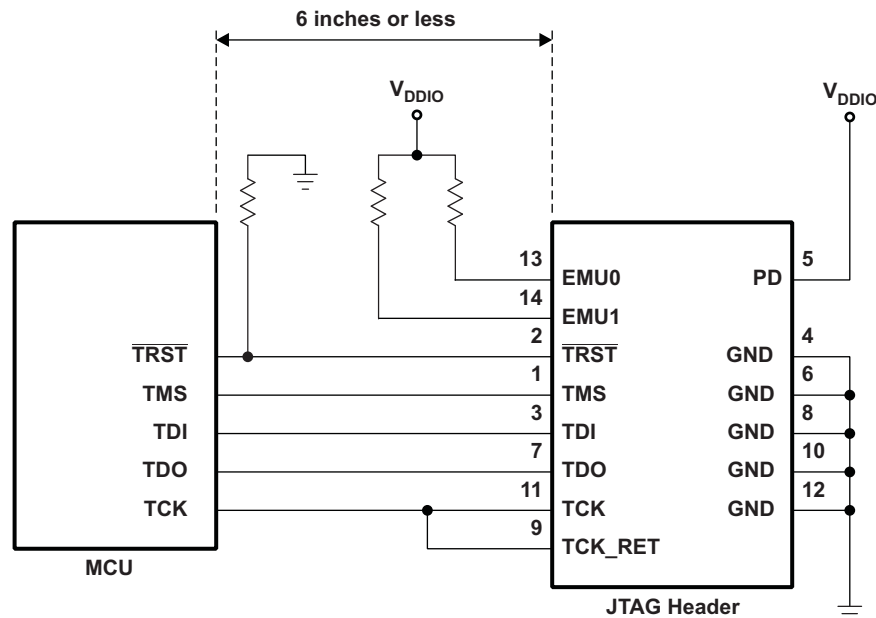 6 inches or less
VDDIO
VDDIO
13
EMU0
PD
5
14
EMU1
2
TRST
TRST
GND
4
1
TMS
TMS
GND
6
3
TDI
TDI
GND
8
7
TDO
TDO
GND
10
11
TCK
TCK
GND
12
9
TCK_RET
MCU
JTAG Header